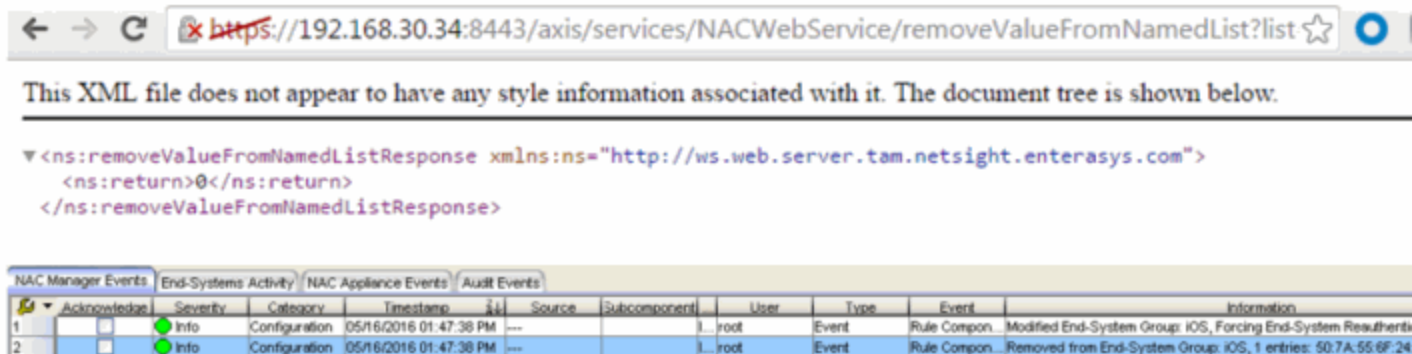 https://192.168.30.34:8443/axis/services/NACWebService/removeValueFromNamedList?list
This XML file does not appear to have any style information associated with it. The document tree is shown below.
▼<ns:removeValueFromNamedListResponse xmlns:ns="http://ws.web.server.tam.netsight.enterasys.com">
<ns:return>0</ns:return>
</ns:removeValueFromNamedListResponse>
NAC Manager Events End-Systems Activity NAC Appliance Events Audit Events
Acknowledge Severity Category Timestamp Source Subcomponent ... User Type Event Information
1 Info Configuration 05/16/2016 01:47:38 PM --- I... root Event Rule Compon... Modified End-System Group: iOS, Forcing End-System Reauthenti
2 Info Configuration 05/16/2016 01:47:38 PM --- I... root Event Rule Compon... Removed from End-System Group: iOS, 1 entries: 50:7A:55:6F:24